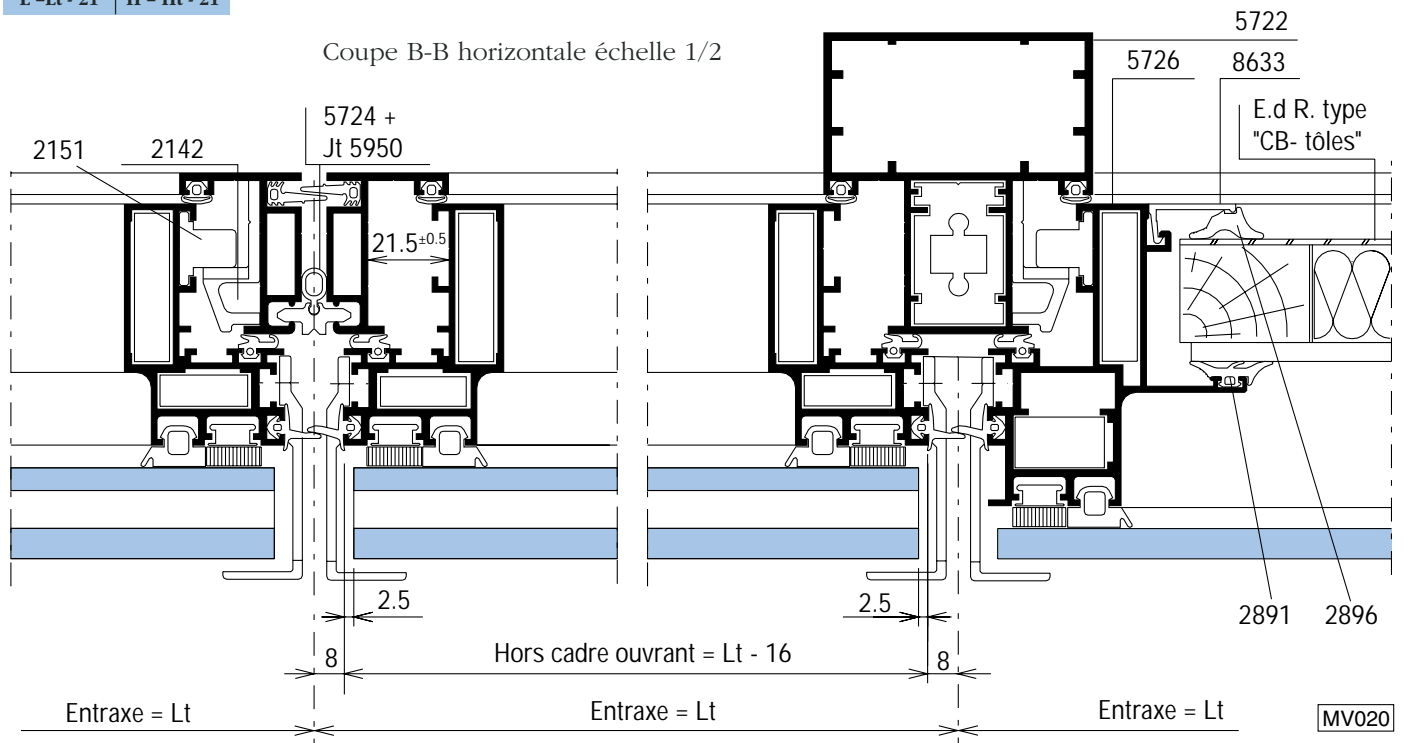 L =Lt - 21 H = Ht - 21
Coupe B-B horizontale échelle 1/2
5722
5726
8633
5724 +
Jt 5950
E.d R. type
"CB- tôles"
2151
2142
21.5±0.5
2.5
2.5
2891
2896
8
Hors cadre ouvrant = Lt - 16
8
Entraxe = Lt
Entraxe = Lt
Entraxe = Lt
MV020